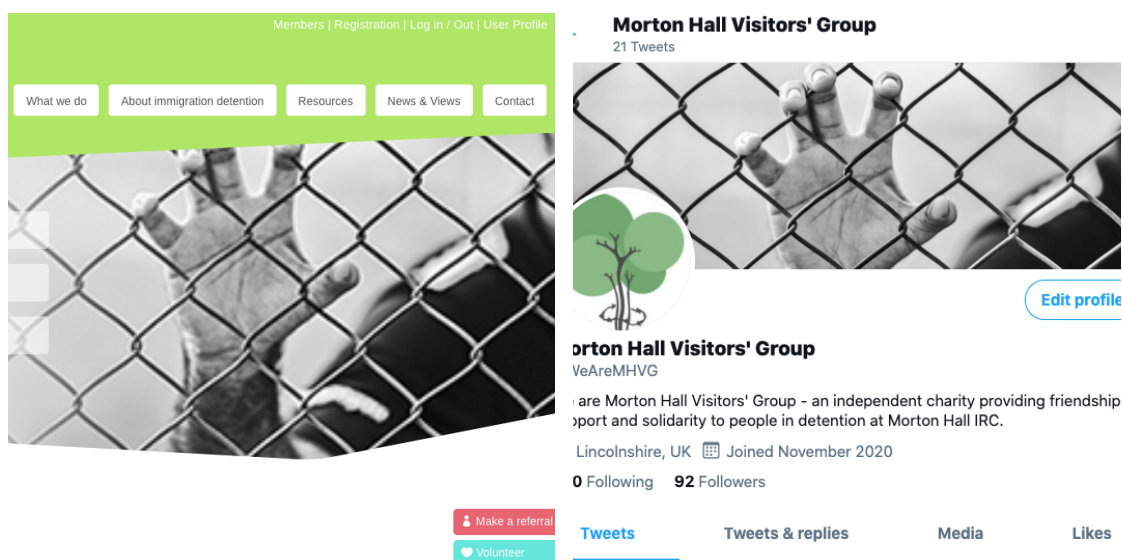 Members | Registration | Log in / Out | User Profile
What we do
About immigration detention
Resources
News & Views
Contact
Make a referral
Volunteer
Morton Hall Visitors' Group
21 Tweets
Edit profile
orton Hall Visitors' Group
WeAreMHVG
are Morton Hall Visitors' Group - an independent charity providing friendship
pport and solidarity to people in detention at Morton Hall IRC.
Lincolnshire, UK Joined November 2020
0 Following 92 Followers
Tweets Tweets & replies Media Likes